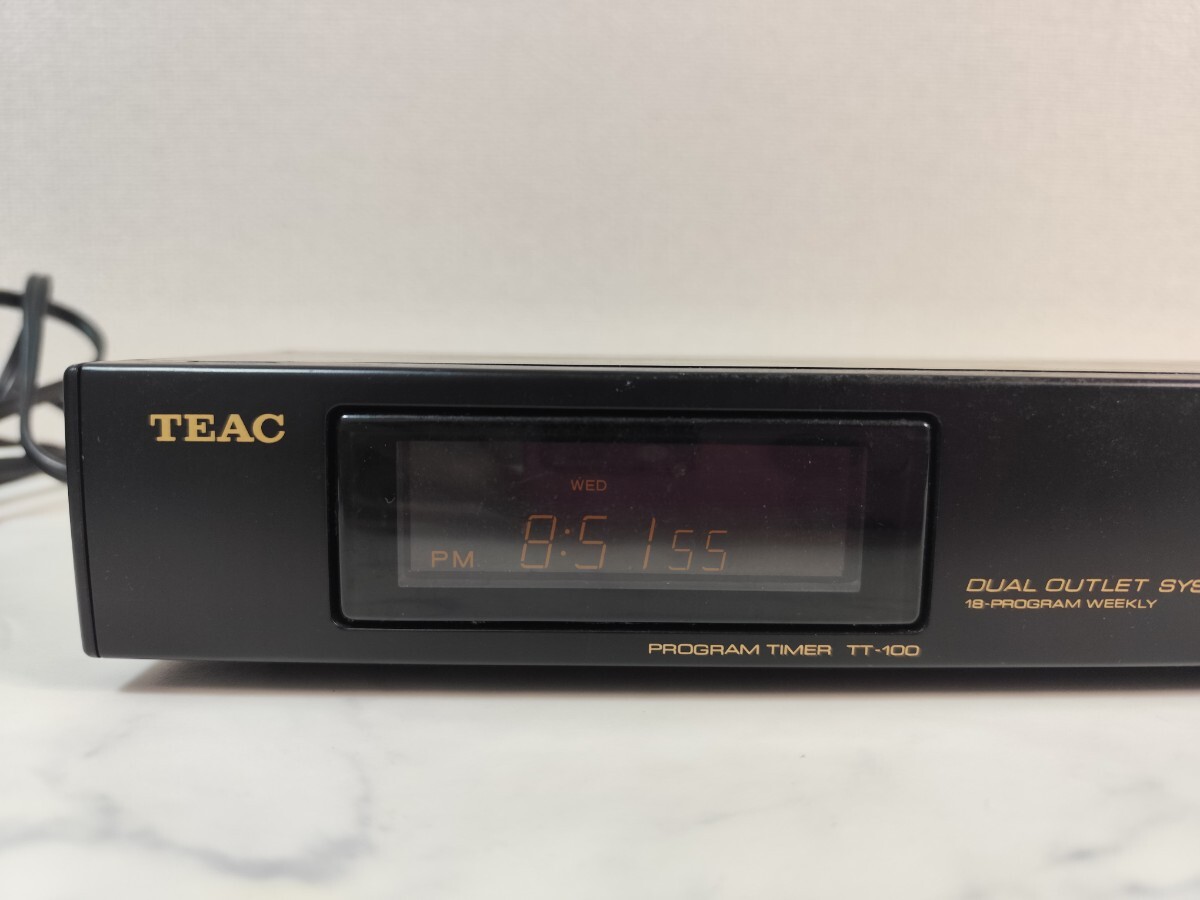 TEAC
WED
PM 8:51 55
DUAL OUTLET SYS
18-PROGRAM WEEKLY
PROGRAM TIMER TT-100